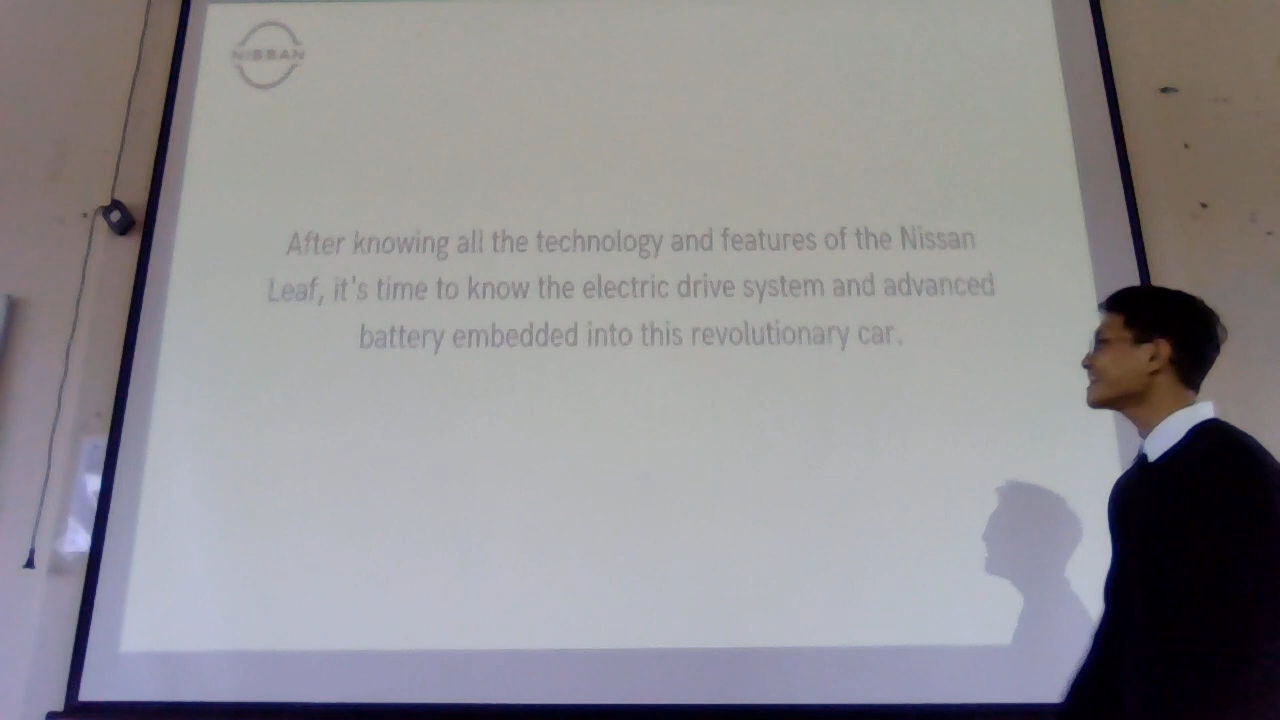 NISSAN
After knowing all the technology and features of the Nissan
Leaf, it's time to know the electric drive system and advanced
battery embedded into this revolutionary car.